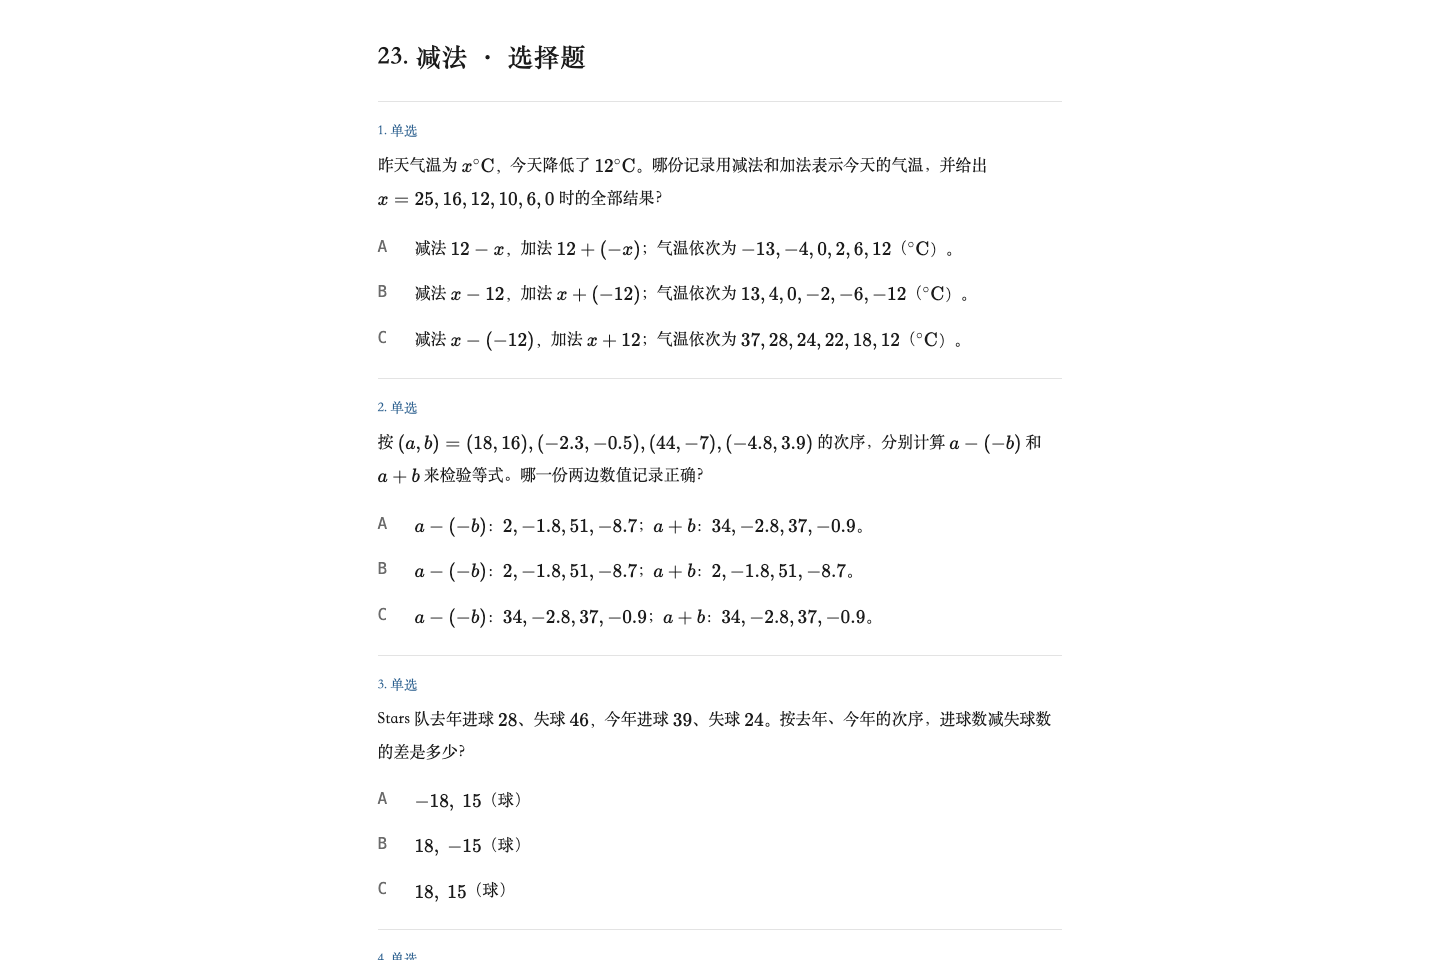 23. 减法 · 选择题
1. 单选
昨天气温为 x°C，今天降低了 12°C。哪份记录用减法和加法表示今天的气温，并给出
x = 25, 16, 12, 10, 6, 0 时的全部结果？
A 减法 12 − x，加法 12 + (−x)；气温依次为 −13, −4, 0, 2, 6, 12（°C）。
B 减法 x − 12，加法 x + (−12)；气温依次为 13, 4, 0, −2, −6, −12（°C）。
C 减法 x − (−12)，加法 x + 12；气温依次为 37, 28, 24, 22, 18, 12（°C）。
2. 单选
按 (a, b) = (18, 16), (−2.3, −0.5), (44, −7), (−4.8, 3.9) 的次序，分别计算 a − (−b) 和
a + b 来检验等式。哪一份两边数值记录正确？
A a − (−b)：2, −1.8, 51, −8.7；a + b：34, −2.8, 37, −0.9。
B a − (−b)：2, −1.8, 51, −8.7；a + b：2, −1.8, 51, −8.7。
C a − (−b)：34, −2.8, 37, −0.9；a + b：34, −2.8, 37, −0.9。
3. 单选
Stars 队去年进球 28、失球 46，今年进球 39、失球 24。按去年、今年的次序，进球数减失球数
的差是多少？
A −18, 15（球）
B 18, −15（球）
C 18, 15（球）
4. 单选